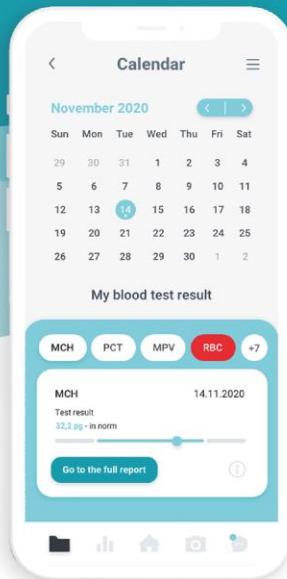 Calendar
November 2020
Sun Mon Tue Wed Thu Fri Sat
29 30 31 1 2 3 4
5 6 7 8 9 10 11
12 13 14 15 16 17 18
19 20 21 22 23 24 25
26 27 28 29 30 1 2
My blood test result
MCH PCT MPV RBC +7
MCH 14.11.2020
Test result
32,2 pg - in norm
Go to the full report